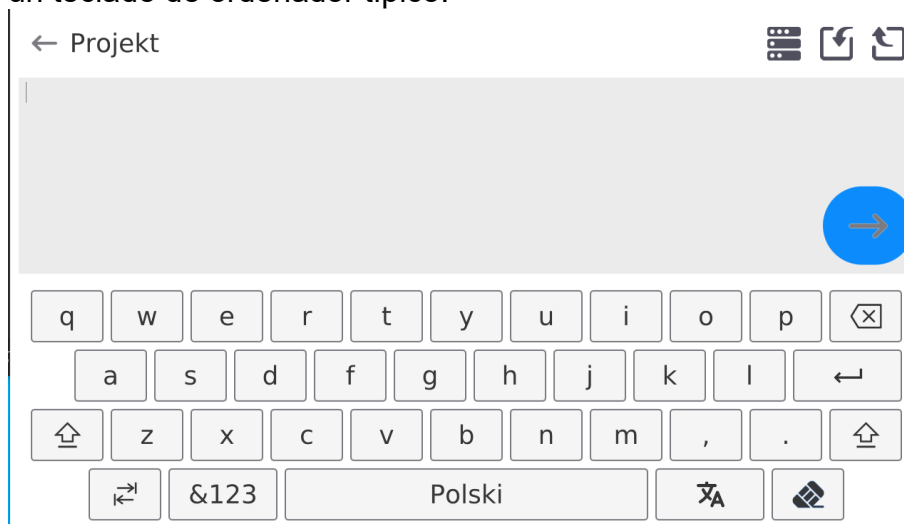 un teclado de ordenador típico.
Projekt
q w e r t y u i o p
a s d f g h j k l
z x c v b n m , .
&123 Polski